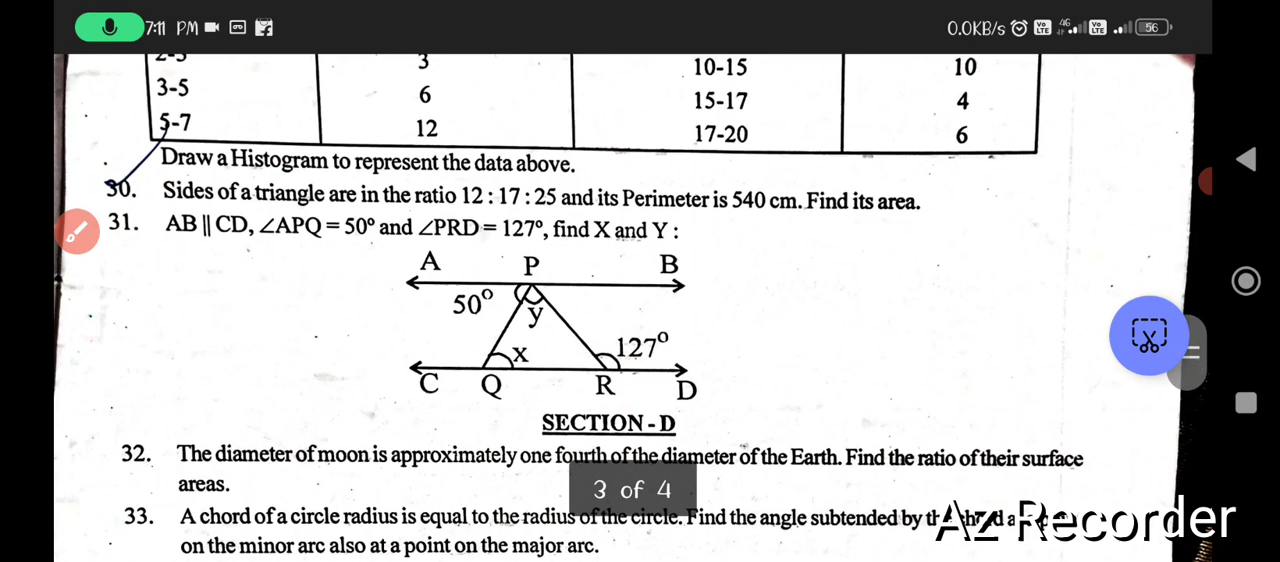 7:11 PM 0.0KB/s 4G 56
3 10-15 10
3-5 6 15-17 4
5-7 12 17-20 6
Draw a Histogram to represent the data above.
30. Sides of a triangle are in the ratio 12 : 17 : 25 and its Perimeter is 540 cm. Find its area.
31. AB || CD, ∠APQ = 50° and ∠PRD = 127°, find X and Y :
A P B
50° y
x 127°
C Q R D
SECTION - D
32. The diameter of moon is approximately one fourth of the diameter of the Earth. Find the ratio of their surface
areas.
3 of 4
33. A chord of a circle radius is equal to the radius of the circle. Find the angle subtended by
on the minor arc also at a point on the major arc.
Az Recorder